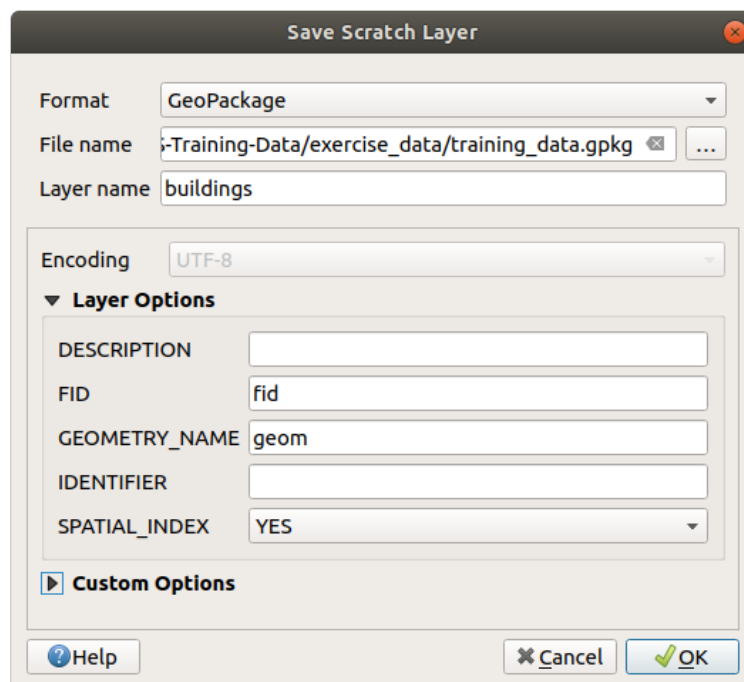 Save Scratch Layer
Format GeoPackage
File name -Training-Data/exercise_data/training_data.gpkg ...
Layer name buildings
Encoding UTF-8
Layer Options
DESCRIPTION
FID fid
GEOMETRY_NAME geom
IDENTIFIER
SPATIAL_INDEX YES
Custom Options
Help Cancel OK